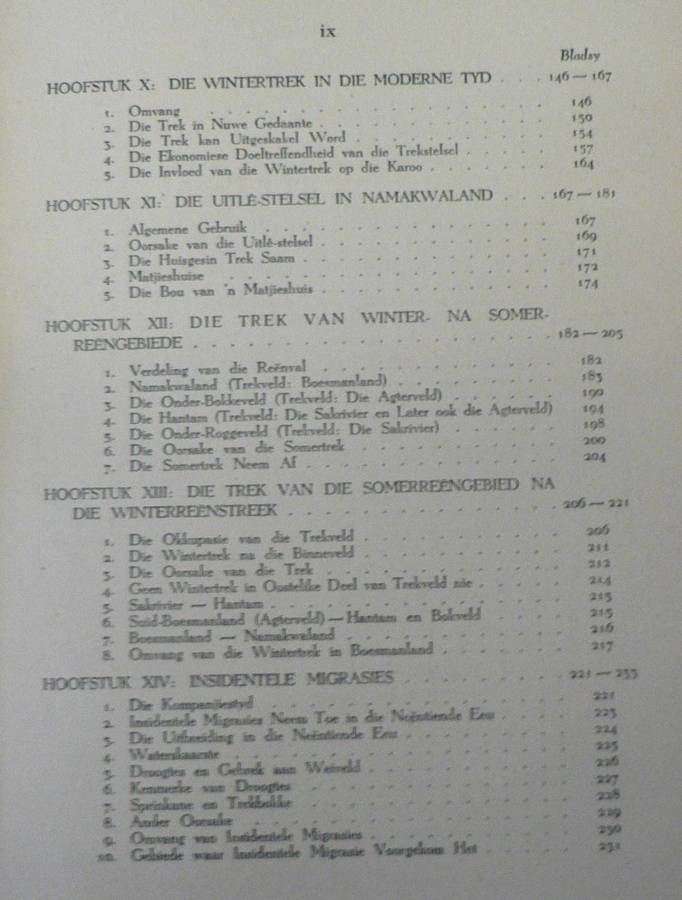 ix
Bladsy
HOOFSTUK X: DIE WINTERTREK IN DIE MODERNE TYD . . . 146 — 167
1. Omvang . . . . . . . . . . . . . . . . 146
2. Die Trek in Nuwe Gedaante . . . . . . . . . . 150
3. Die Trek kan Uitgeskakel Word . . . . . . . . . 154
4. Die Ekonomiese Doeltreffendheid van die Trekstelsel . . . . 157
5. Die Invloed van die Wintertrek op die Karoo . . . . . . 164
HOOFSTUK XI: DIE UITLÊ-STELSEL IN NAMAKWALAND . . . 167 — 181
1. Algemene Gebruik . . . . . . . . . . . . . 167
2. Oorsake van die Uitlê-stelsel . . . . . . . . . . 169
3. Die Huisgesin Trek Saam . . . . . . . . . . . 171
4. Matjieshuise . . . . . . . . . . . . . . 172
5. Die Bou van 'n Matjieshuis . . . . . . . . . . 174
HOOFSTUK XII: DIE TREK VAN WINTER- NA SOMER-
REËNGEBIEDE . . . . . . . . . . . . . . . 182 — 205
1. Verdeling van die Reënval . . . . . . . . . . 182
2. Namakwaland (Trekveld: Boesmanland) . . . . . . . 183
3. Die Onder-Bokkeveld (Trekveld: Die Agterveld) . . . . . 190
4. Die Hantam (Trekveld: Die Sakrivier en Later ook die Agterveld) 194
5. Die Onder-Roggeveld (Trekveld: Die Sakrivier) . . . . . 198
6. Die Oorsake van die Somertrek . . . . . . . . . 200
7. Die Somertrek Neem Af . . . . . . . . . . . 204
HOOFSTUK XIII: DIE TREK VAN DIE SOMERREËNGEBIED NA
DIE WINTERREËNSTREEK . . . . . . . . . . . 206 — 221
1. Die Okkupasie van die Trekveld . . . . . . . . . 206
2. Die Wintertrek na die Binneveld . . . . . . . . . 211
3. Die Oorsake van die Trek . . . . . . . . . . 212
4. Geen Wintertrek in Oostelike Deel van Trekveld nie . . . . 214
5. Sakrivier — Hantam . . . . . . . . . . . . 215
6. Suid-Boesmanland (Agterveld) — Hantam en Bokveld . . . 215
7. Boesmanland — Namakwaland . . . . . . . . . 216
8. Omvang van die Wintertrek in Boesmanland . . . . . . 217
HOOFSTUK XIV: INSIDENTELE MIGRASIES . . . . . . . 221 — 233
1. Die Kompanjiestyd . . . . . . . . . . . . 221
2. Insidentele Migrasies Neem Toe in die Neëntiende Eeu . . . 223
3. Die Uitbreiding in die Neëntiende Eeu . . . . . . . 224
4. Waterskaarste . . . . . . . . . . . . . 225
5. Droogtes en Gebrek aan Weiveld . . . . . . . . . 226
6. Kenmerke van Droogtes . . . . . . . . . . . 227
7. Sprinkane en Trekbokke . . . . . . . . . . . 228
8. Ander Oorsake . . . . . . . . . . . . . 229
9. Omvang van Insidentele Migrasies . . . . . . . . . 230
10. Gebiede waar Insidentele Migrasie Voorgekom Het . . . . 231